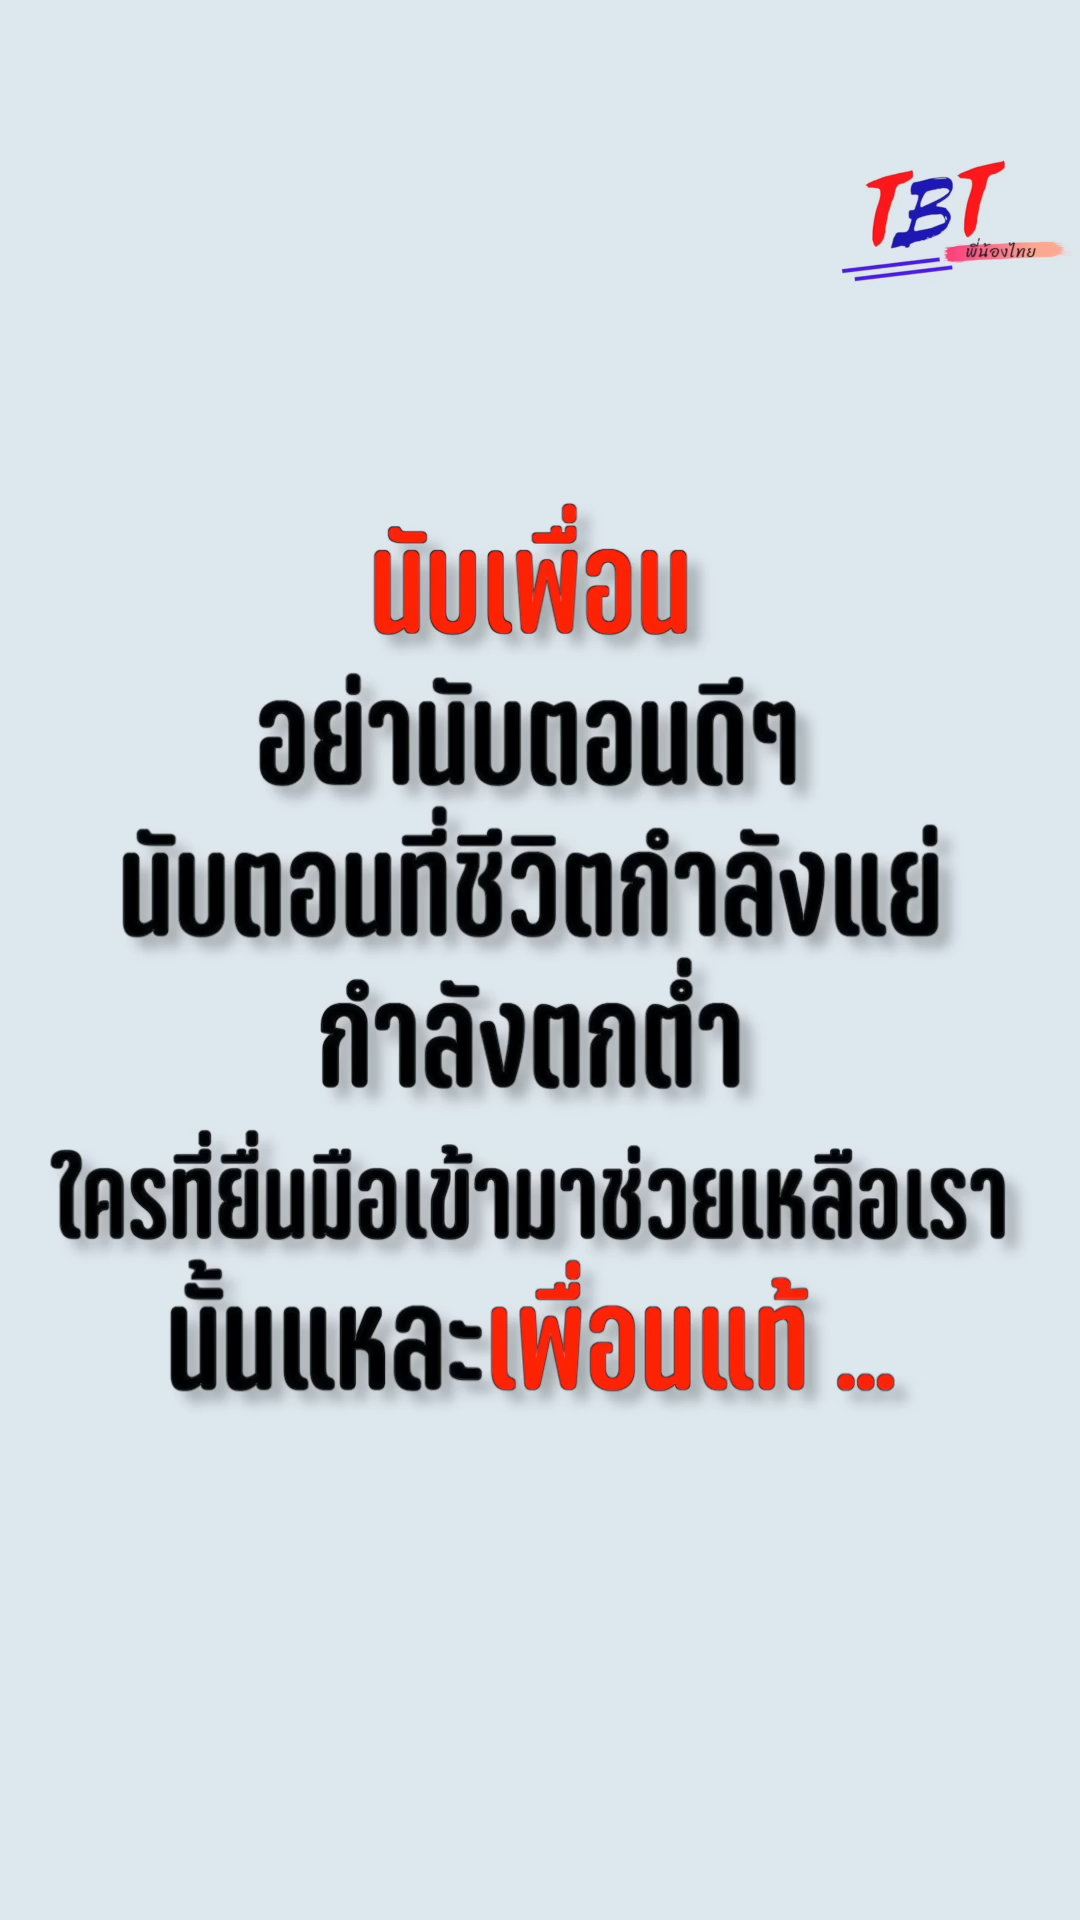 TBT
พี่น้องไทย
นับเพื่อน
อย่านับตอนดีๆ
นับตอนที่ชีวิตกำลังแย่
กำลังตกต่ำ
ใครที่ยื่นมือเข้ามาช่วยเหลือเรา
นั้นแหละเพื่อนแท้ ...